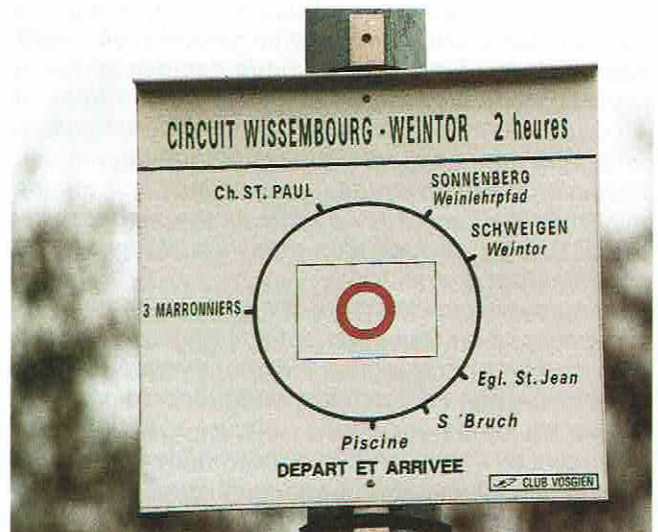 CIRCUIT WISSEMBOURG - WEINTOR 2 heures
Ch. ST. PAUL
SONNENBERG
Weinlehrpfad
SCHWEIGEN
Weintor
3 MARRONNIERS
Egl. St. Jean
S 'Bruch
Piscine
DEPART ET ARRIVEE
CLUB VOSGIEN